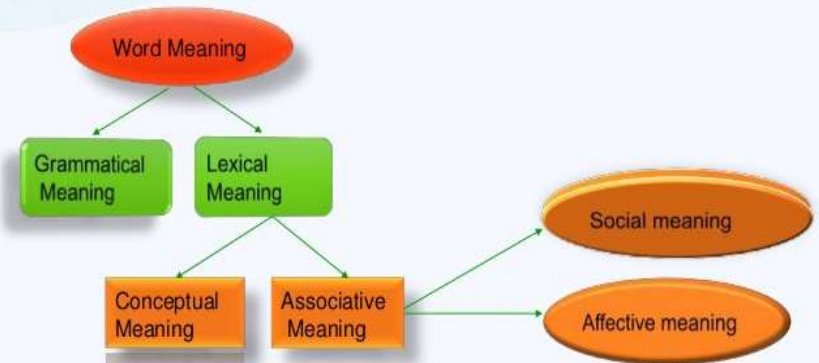 Word Meaning
Grammatical
Meaning
Lexical
Meaning
Social meaning
Conceptual
Meaning
Associative
Meaning
Affective meaning